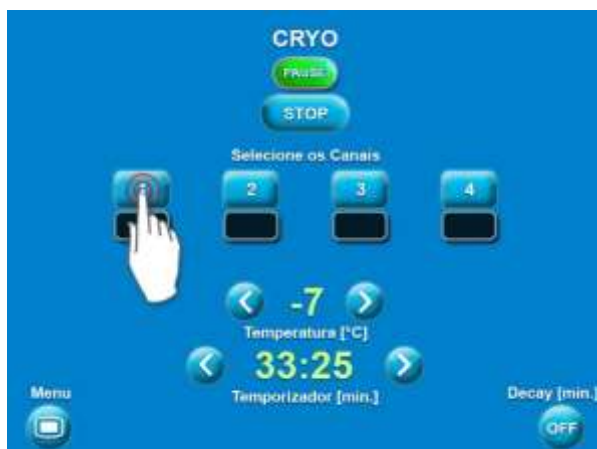 CRYO
PAUSE
STOP
Selecione os Canais
1 2 3 4
-7
Temperatura [°C]
33:25
Temporizador [min.]
Menu
Decay [min.]
OFF